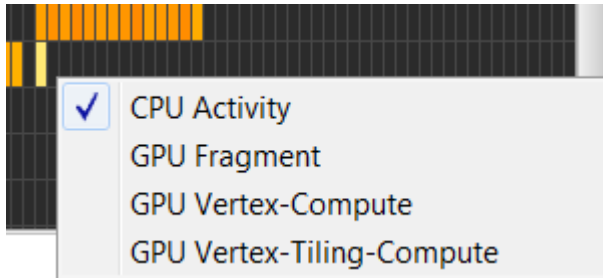 CPU Activity
GPU Fragment
GPU Vertex-Compute
GPU Vertex-Tiling-Compute